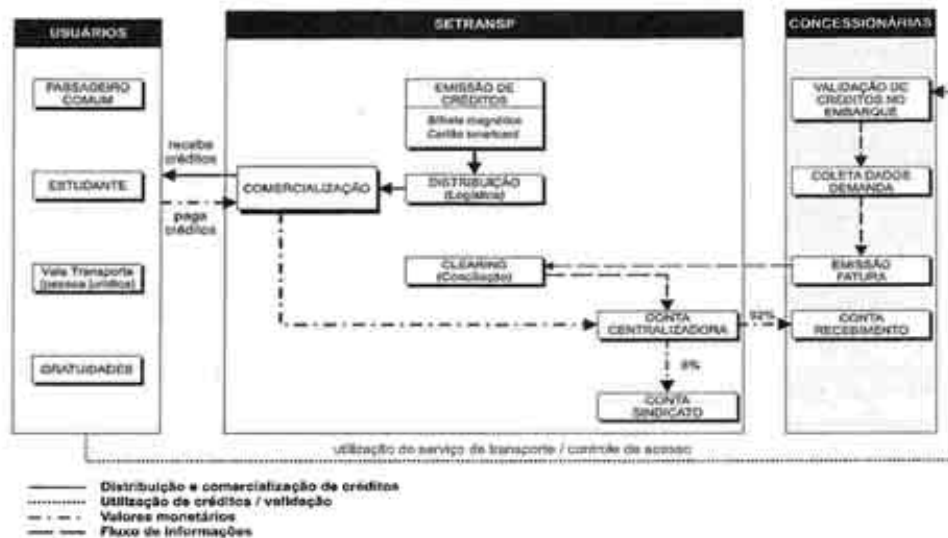 USUÁRIOS
PASSAGEIRO
COMUM
ESTUDANTE
Vale Transporte
(pessoa jurídica)
GRATUIDADES
recebe
créditos
paga
créditos
SETRANSP
EMISSÃO DE
CRÉDITOS
Bilhete magnético
Cartão smartcard
COMERCIALIZAÇÃO
DISTRIBUIÇÃO
(Logística)
CLEARING
(Conciliação)
CONTA
CENTRALIZADORA
92%
8%
CONTA
SINDICATO
CONCESSIONÁRIAS
VALIDAÇÃO DE
CRÉDITOS NO
EMBARQUE
COLETA DADOS
DEMANDA
EMISSÃO
FATURA
CONTA
RECEBIMENTO
utilização do serviço de transporte / controle de acesso
Distribuição e comercialização de créditos
Utilização de créditos / validação
Valores monetários
Fluxo de informações